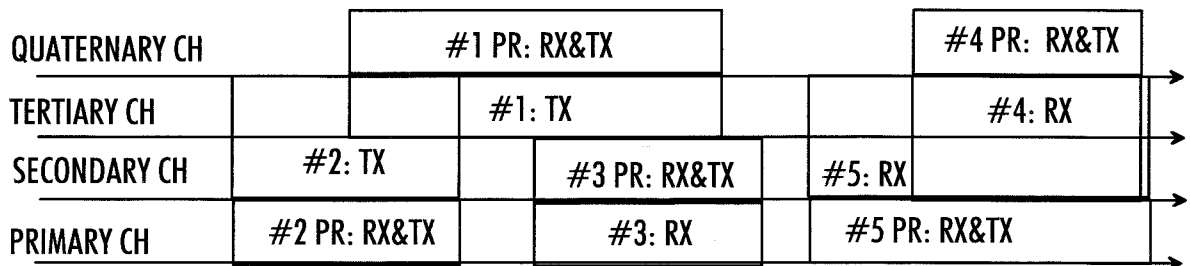 QUATERNARY CH #1 PR: RX&TX #4 PR: RX&TX
TERTIARY CH #1: TX #4: RX
SECONDARY CH #2: TX #3 PR: RX&TX #5: RX
PRIMARY CH #2 PR: RX&TX #3: RX #5 PR: RX&TX